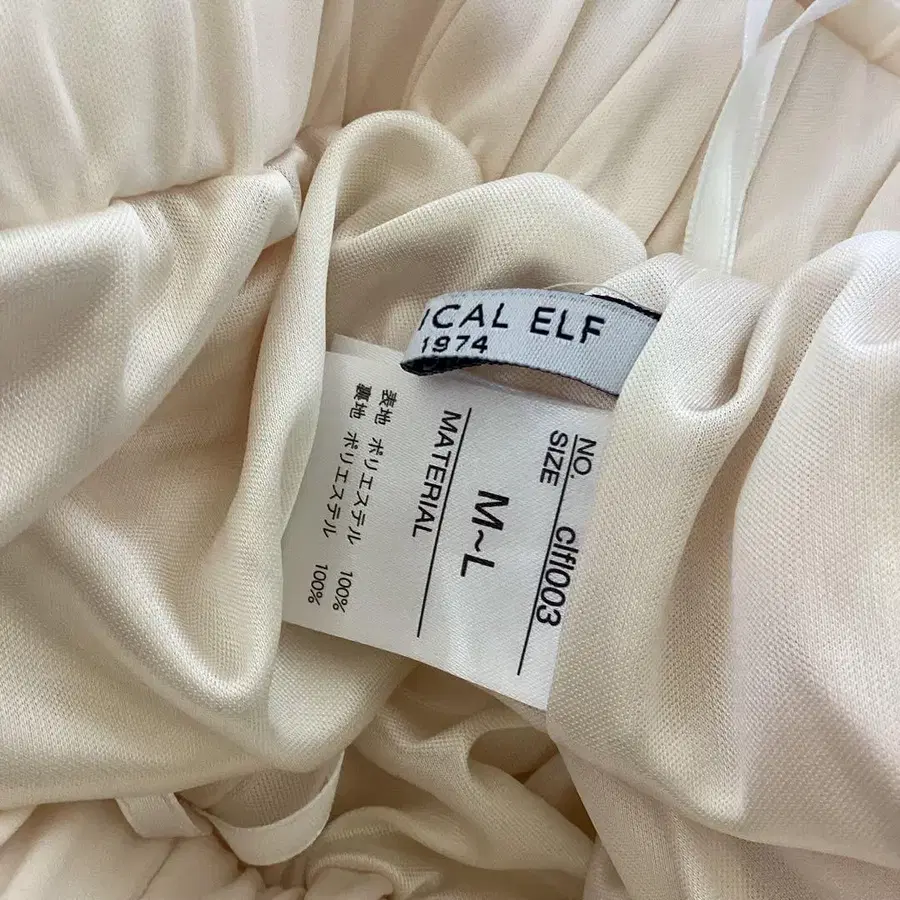 ICAL ELF
1974
NO. clfl003
SIZE
M~L
MATERIAL
表地 ポリエステル 100%
裏地 ポリエステル 100%